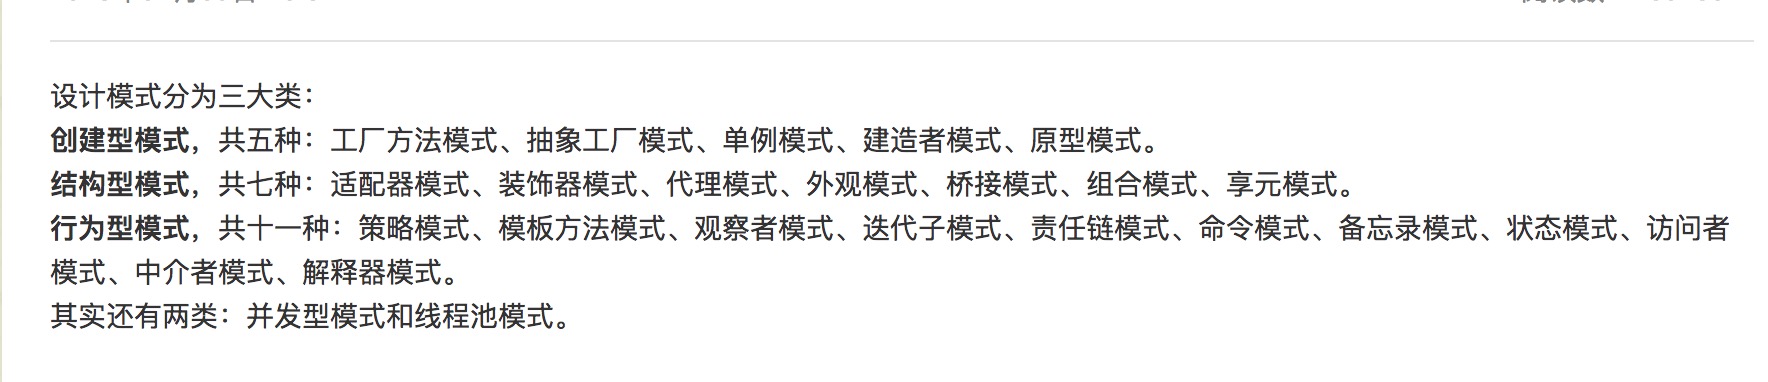 设计模式分为三大类：
创建型模式，共五种：工厂方法模式、抽象工厂模式、单例模式、建造者模式、原型模式。
结构型模式，共七种：适配器模式、装饰器模式、代理模式、外观模式、桥接模式、组合模式、享元模式。
行为型模式，共十一种：策略模式、模板方法模式、观察者模式、迭代子模式、责任链模式、命令模式、备忘录模式、状态模式、访问者
模式、中介者模式、解释器模式。
其实还有两类：并发型模式和线程池模式。